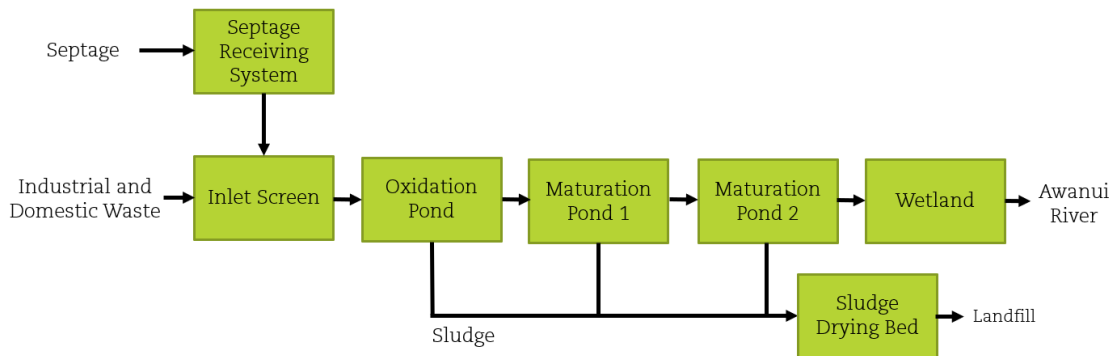 Septage
Septage
Receiving
System
Industrial and
Domestic Waste
Inlet Screen
Oxidation
Pond
Maturation
Pond 1
Maturation
Pond 2
Wetland
Awanui
River
Sludge
Sludge
Drying Bed
Landfill